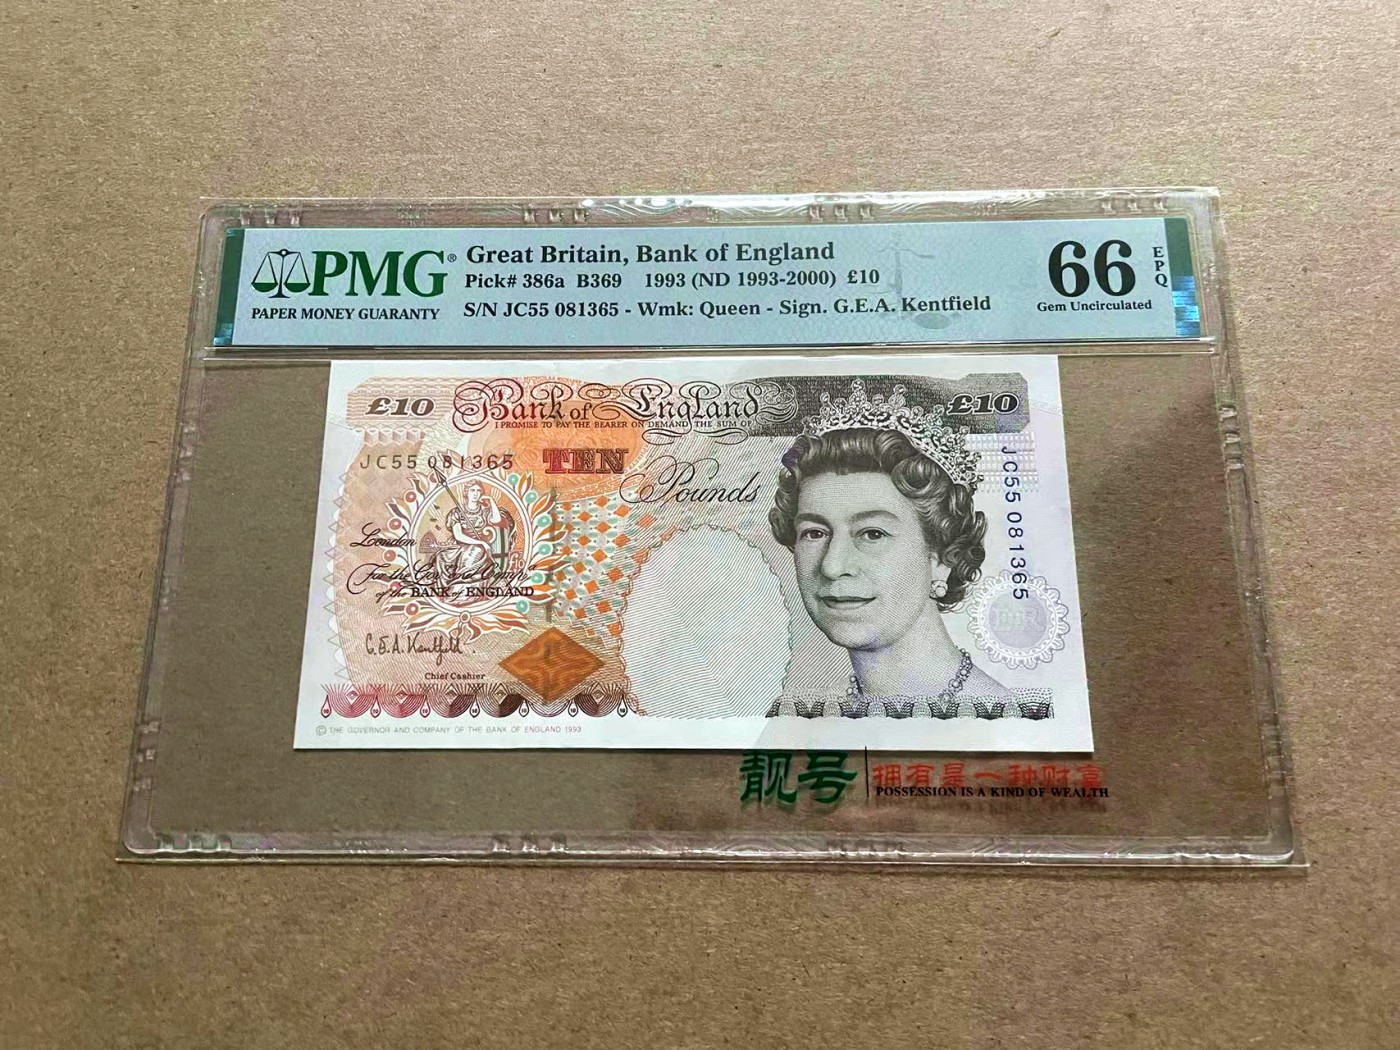 PMG®
PAPER MONEY GUARANTY
Great Britain, Bank of England
Pick# 386a B369 1993 (ND 1993-2000) £10
S/N JC55 081365 - Wmk: Queen - Sign. G.E.A. Kentfield
66
EPQ
Gem Uncirculated
£10
Bank of England
£10
I PROMISE TO PAY THE BEARER ON DEMAND THE SUM OF
JC55 081365
TEN
Pounds
JC55 081365
London
For the Govr and Compa
of the BANK of ENGLAND
G.E.A. Kentfield
Chief Cashier
© THE GOVERNOR AND COMPANY OF THE BANK OF ENGLAND 1993
靓号
拥有是一种财富
POSSESSION IS A KIND OF WEALTH